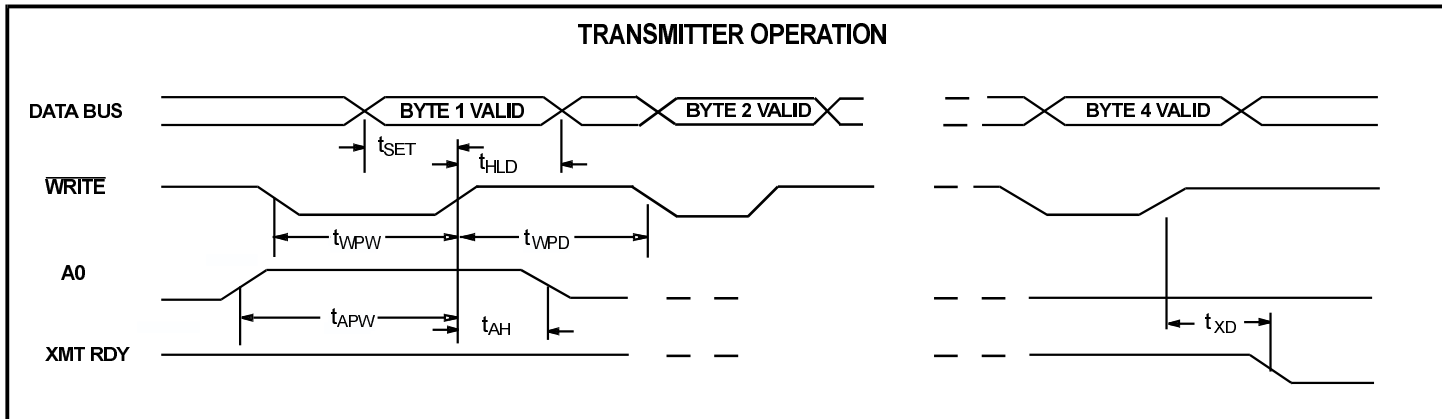 TRANSMITTER OPERATION
DATA BUS
BYTE 1 VALID
BYTE 2 VALID
BYTE 4 VALID
tSET
tHLD
WRITE
tWPW
tWPD
A0
tAPW
tAH
tXD
XMT RDY